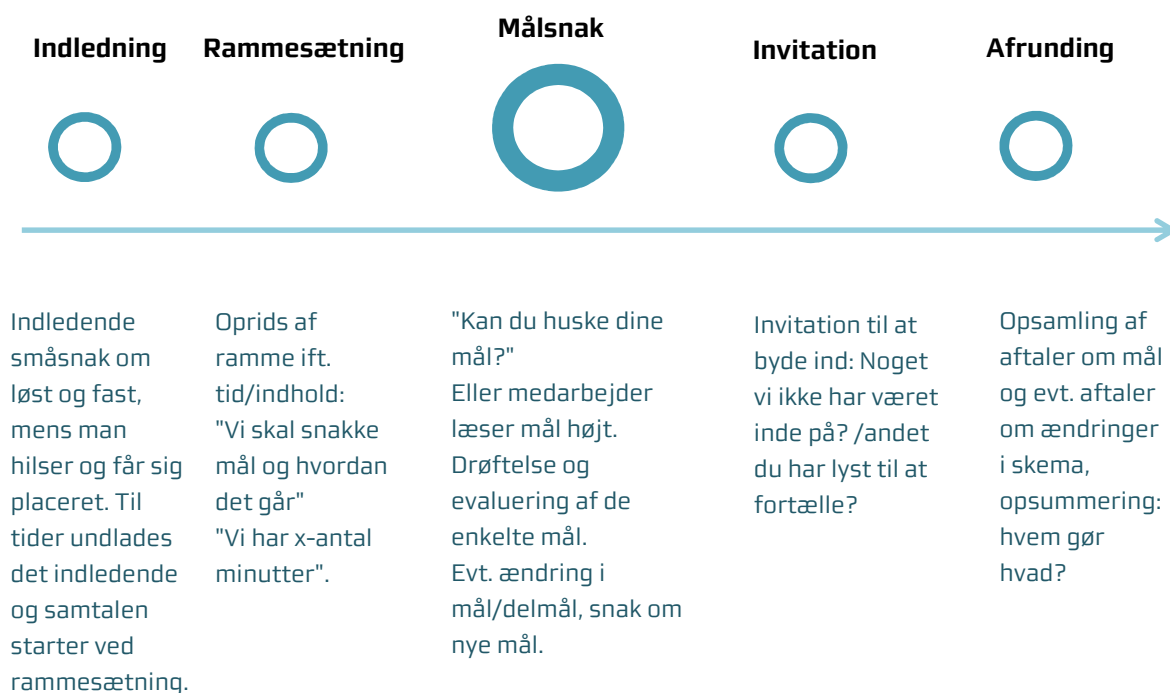 Indledning
Rammesætning
Målsnak
Invitation
Afrunding
Indledende
småsnak om
løst og fast,
mens man
hilser og får sig
placeret. Til
tider undlades
det indledende
og samtalen
starter ved
rammesætning.
Oprids af
ramme ift.
tid/indhold:
"Vi skal snakke
mål og hvordan
det går"
"Vi har x-antal
minutter".
"Kan du huske dine
mål?"
Eller medarbejder
læser mål højt.
Drøftelse og
evaluering af de
enkelte mål.
Evt. ændring i
mål/delmål, snak om
nye mål.
Invitation til at
byde ind: Noget
vi ikke har været
inde på? /andet
du har lyst til at
fortælle?
Opsamling af
aftaler om mål
og evt. aftaler
om ændringer
i skema,
opsummering:
hvem gør
hvad?